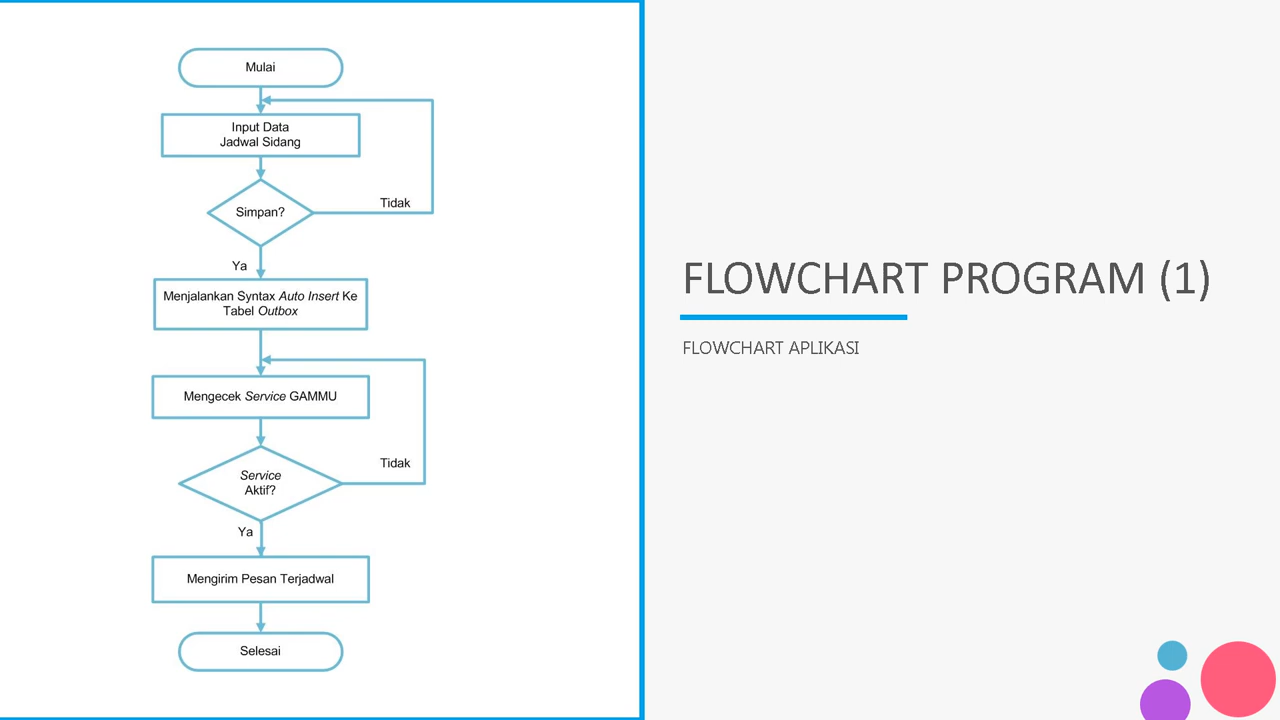 Mulai
Input Data
Jadwal Sidang
Simpan?
Tidak
Ya
Menjalankan Syntax Auto Insert Ke
Tabel Outbox
Mengecek Service GAMMU
Tidak
Service
Aktif?
Ya
Mengirim Pesan Terjadwal
Selesai
FLOWCHART PROGRAM (1)
FLOWCHART APLIKASI